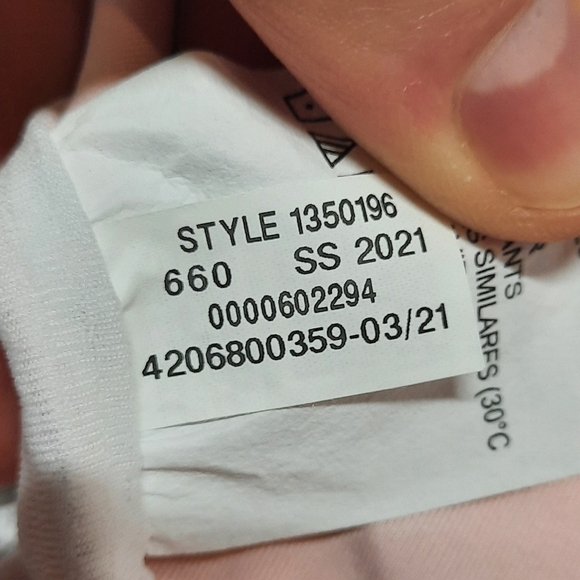 STYLE 1350196
660 SS 2021
0000602294
4206800359-03/21
ANTS
SIMILARES (30°C